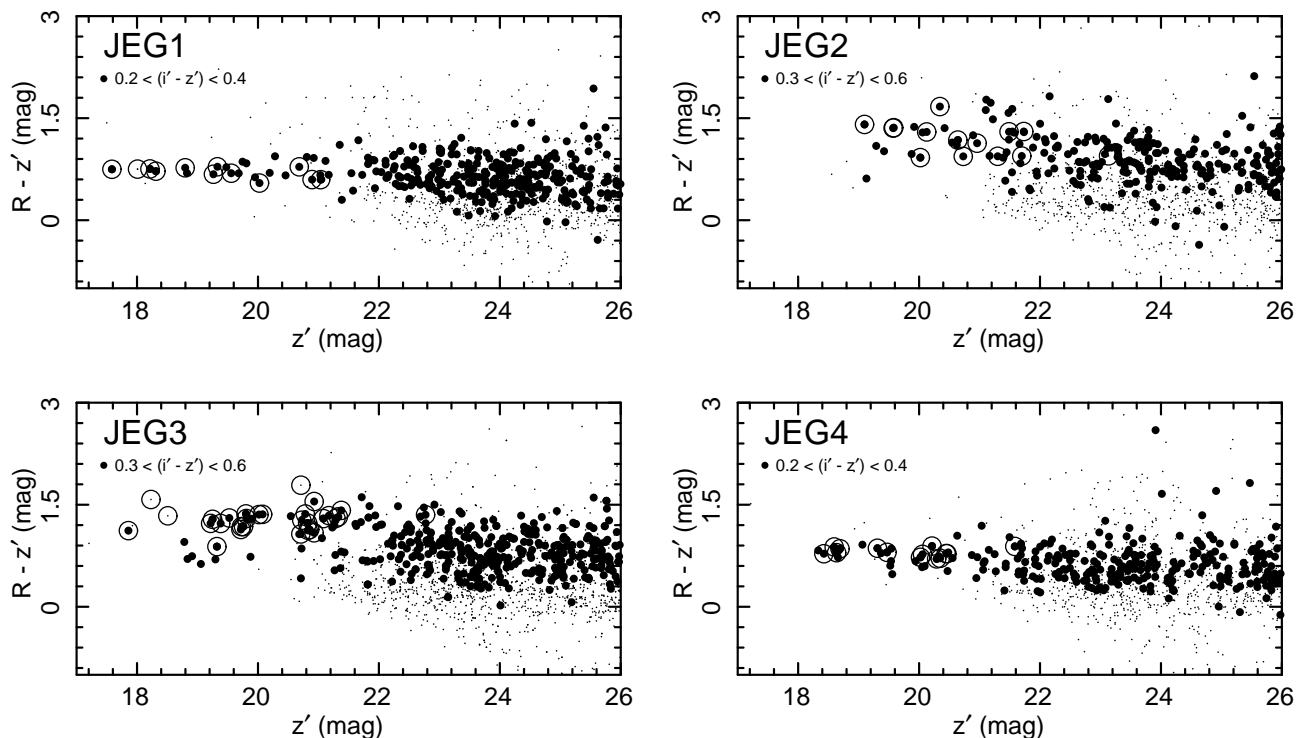 3
JEG1
0.2 < (i′ - z′) < 0.4
1.5
0
R - z′ (mag)
18 20 22 24 26
z′ (mag)
3
JEG2
0.3 < (i′ - z′) < 0.6
1.5
0
R - z′ (mag)
18 20 22 24 26
z′ (mag)
3
JEG3
0.3 < (i′ - z′) < 0.6
1.5
0
R - z′ (mag)
18 20 22 24 26
z′ (mag)
3
JEG4
0.2 < (i′ - z′) < 0.4
1.5
0
R - z′ (mag)
18 20 22 24 26
z′ (mag)